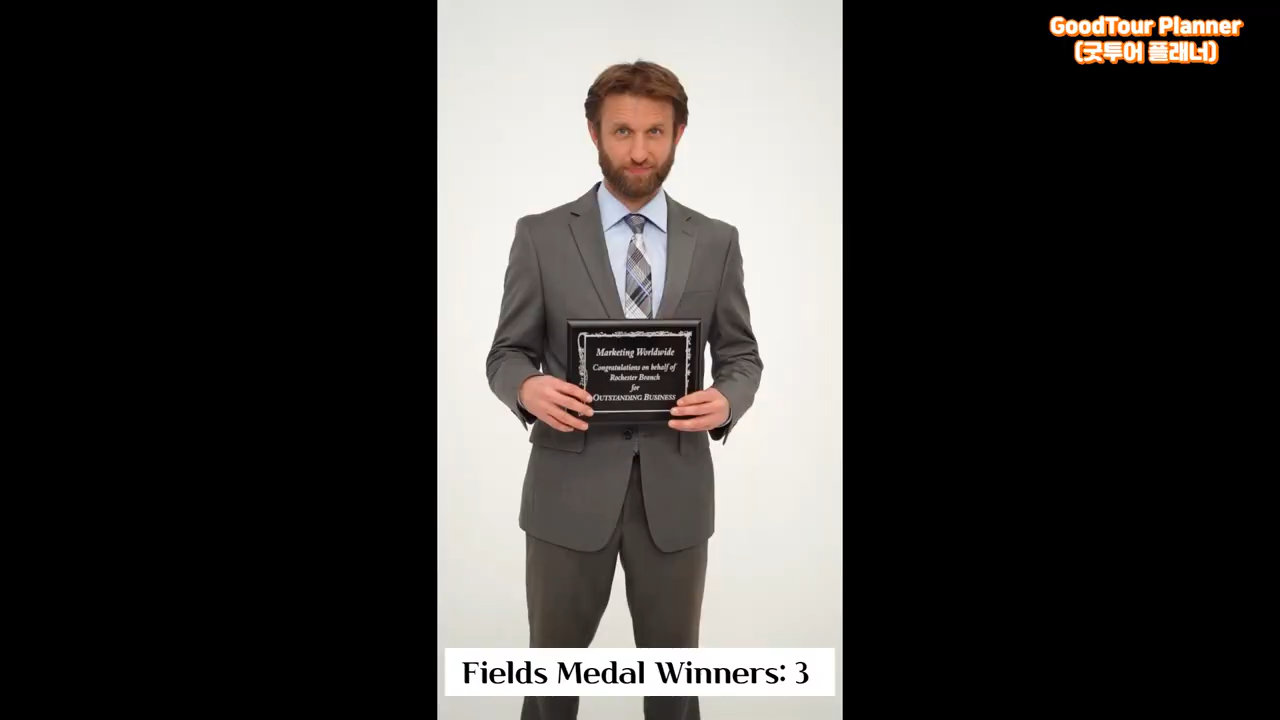 GoodTour Planner
(굿투어 플래너)
Marketing Worldwide
Congratulations on behalf of
Rochester Branch
for
OUTSTANDING BUSINESS
Fields Medal Winners: 3